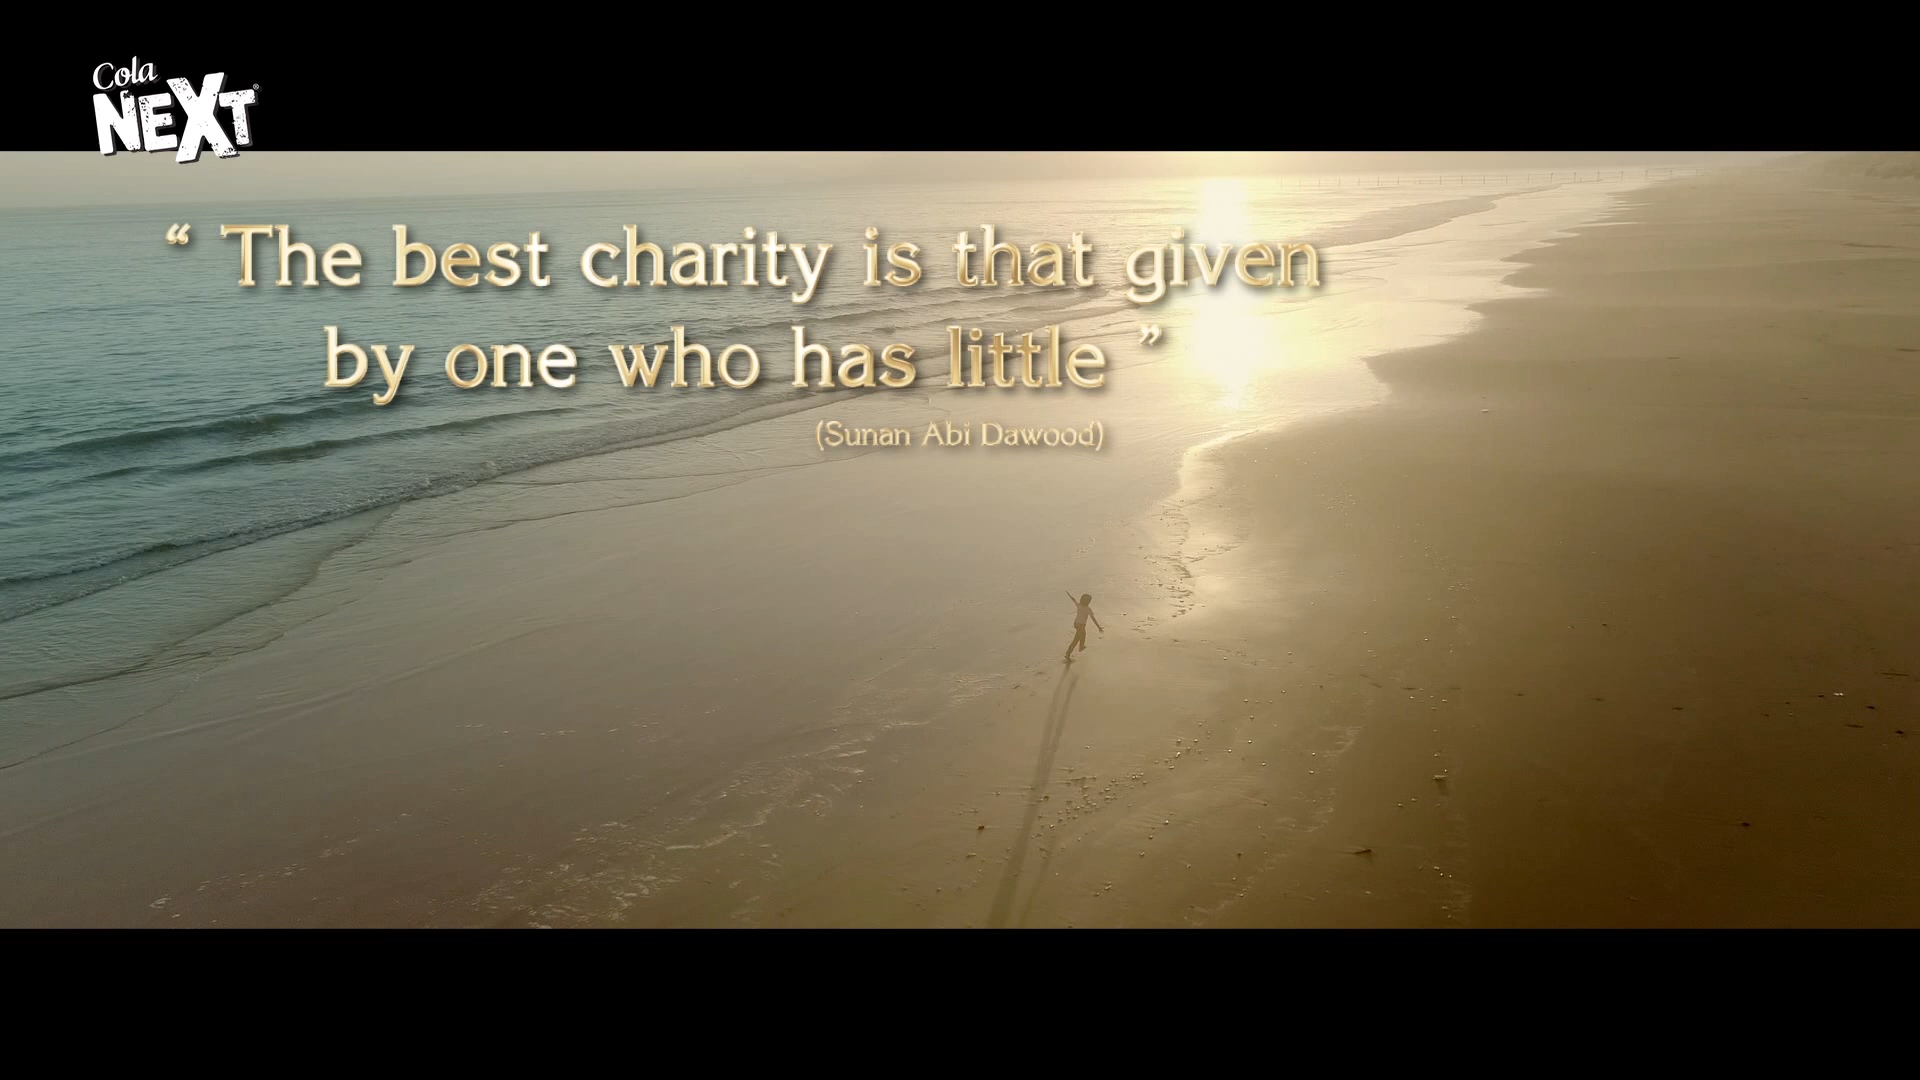 Cola
NEXT
“ The best charity is that given
by one who has little ”
(Sunan Abi Dawood)